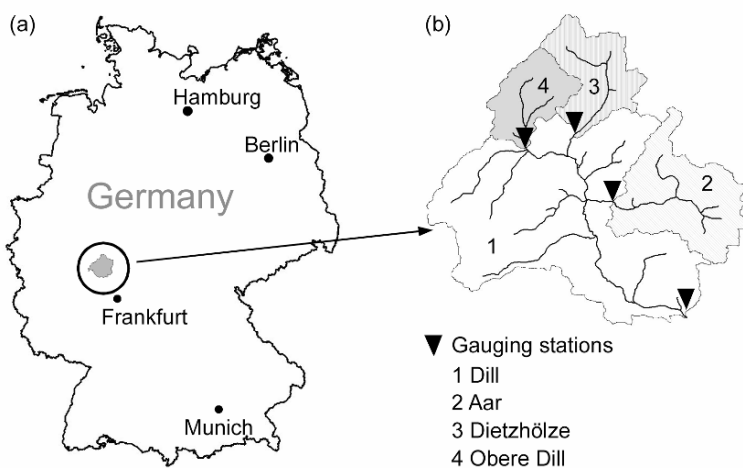 (a)
Hamburg
Berlin
Germany
Frankfurt
Munich
(b)
4
3
2
1
Gauging stations
1 Dill
2 Aar
3 Dietzhölze
4 Obere Dill